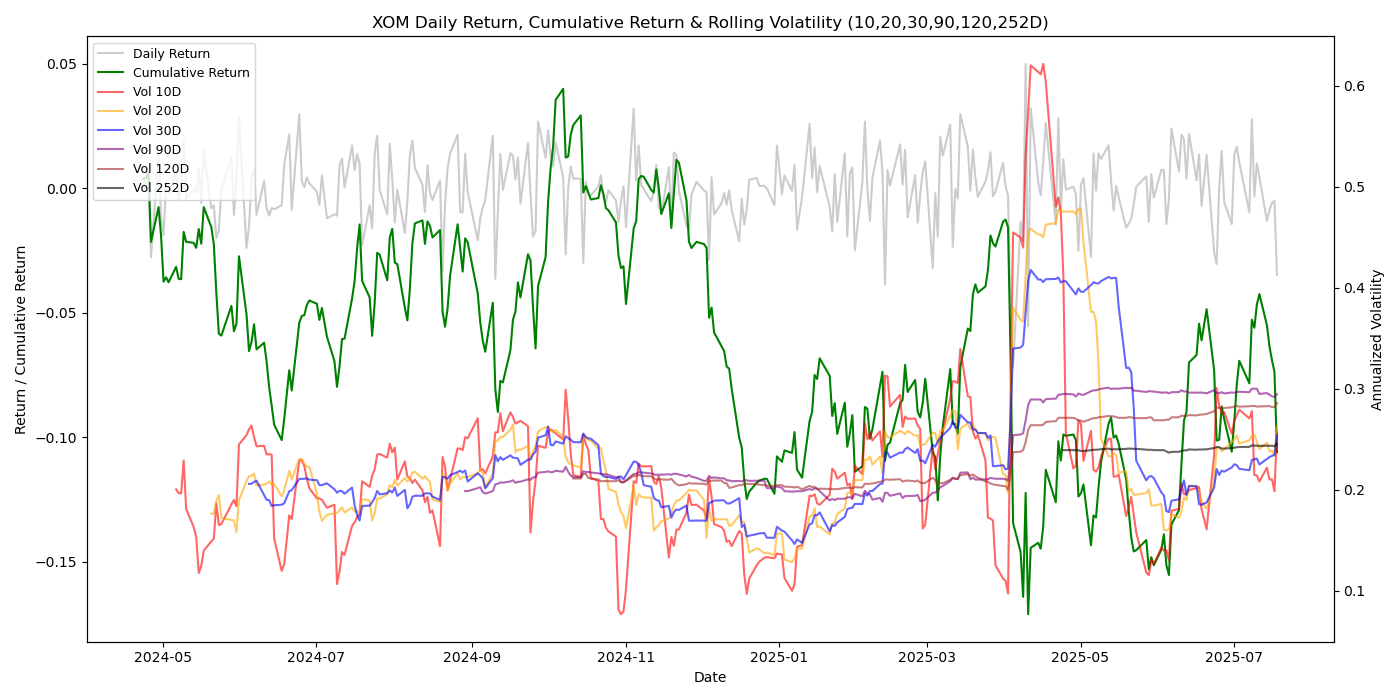 XOM Daily Return, Cumulative Return & Rolling Volatility (10,20,30,90,120,252D)
Daily Return
Cumulative Return
Vol 10D
Vol 20D
Vol 30D
Vol 90D
Vol 120D
Vol 252D
Return / Cumulative Return
0.05
0.00
−0.05
−0.10
−0.15
0.6
0.5
0.4
0.3
0.2
0.1
Annualized Volatility
2024-05 2024-07 2024-09 2024-11 2025-01 2025-03 2025-05 2025-07
Date